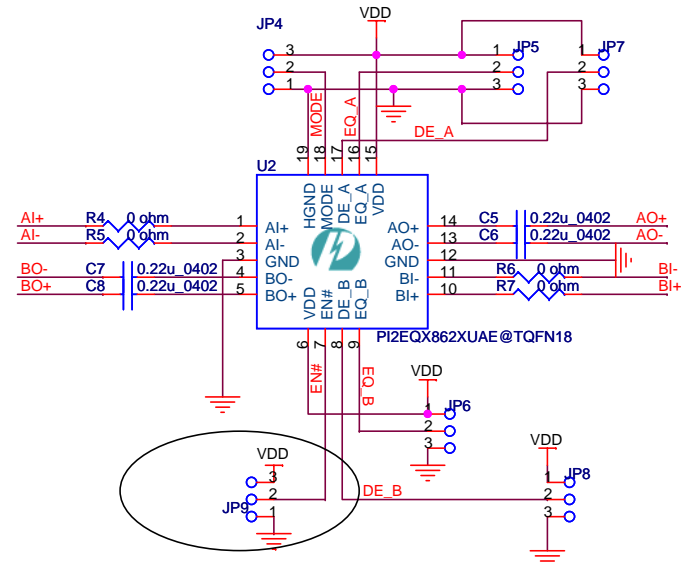 VDD
JP4
3
2
1
1
JP5
2
3
1
JP7
2
3
MODE
EQ_A
DE_A
19
18
17
16
15
U2
HGND
MODE
DE_A
EQ_A
VDD
AI+
R4
0 ohm
1
AI+
AO+
14
C5
0.22u_0402
AO+
AI-
R5
0 ohm
2
AI-
AO-
13
C6
0.22u_0402
AO-
3
GND
GND
12
BO-
C7
0.22u_0402
4
BO-
BI-
11
R6
0 ohm
BI-
BO+
C8
0.22u_0402
5
BO+
BI+
10
R7
0 ohm
BI+
VDD
EN#
DE_B
EQ_B
PI2EQX862XUAE@TQFN18
6
7
8
9
EN#
EQ_B
VDD
1
JP6
2
3
VDD
3
2
JP9
1
DE_B
VDD
1
JP8
2
3